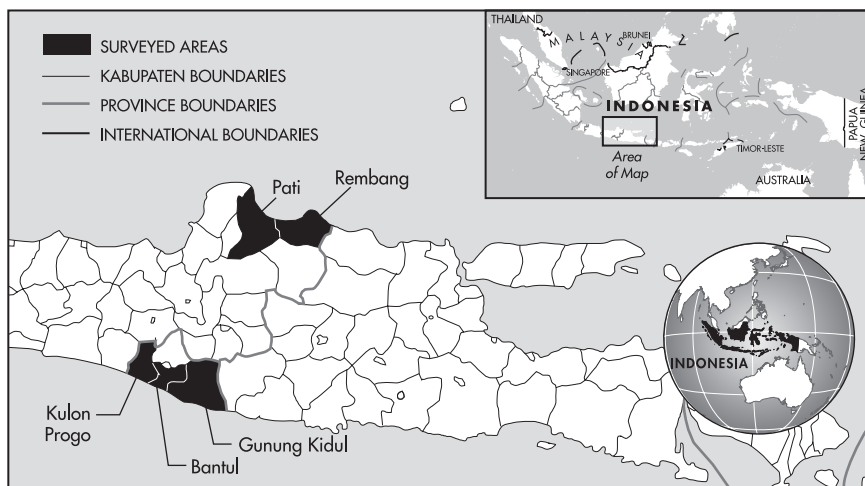 SURVEYED AREAS
KABUPATEN BOUNDARIES
PROVINCE BOUNDARIES
INTERNATIONAL BOUNDARIES
THAILAND
MALAYSIA
BRUNEI
SINGAPORE
INDONESIA
PAPUA
NEW GUINEA
TIMOR-LESTE
Area
of Map
AUSTRALIA
Pati
Rembang
INDONESIA
Kulon
Progo
Gunung Kidul
Bantul